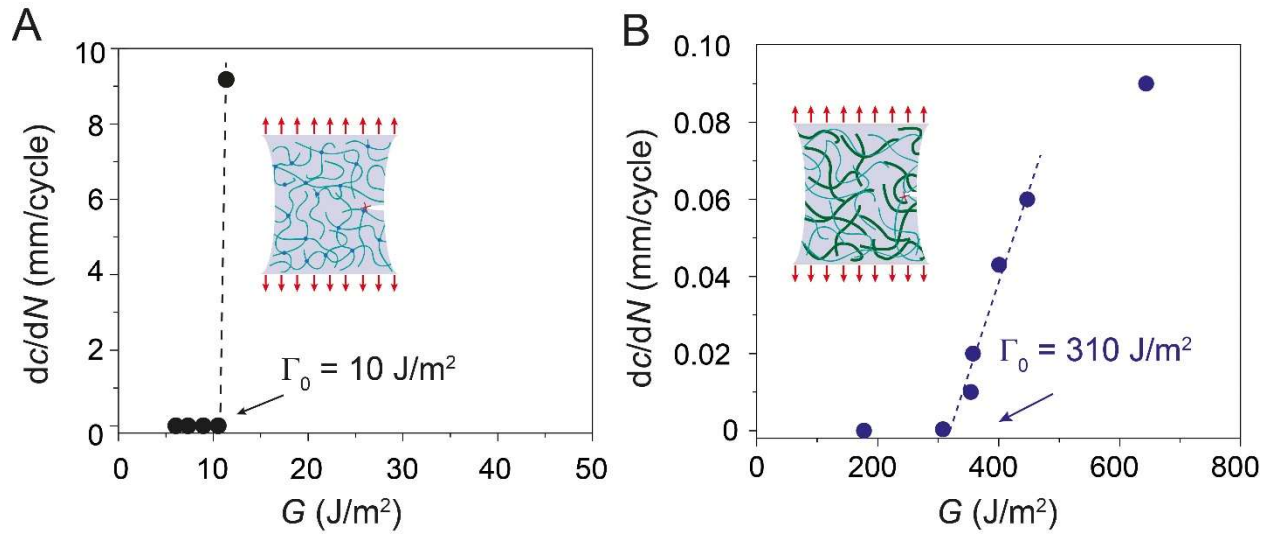 A
dc/dN (mm/cycle)
10
8
6
4
2
0
Γ₀ = 10 J/m²
0 10 20 30 40 50
G (J/m²)
B
dc/dN (mm/cycle)
0.10
0.08
0.06
0.04
0.02
0
Γ₀ = 310 J/m²
0 200 400 600 800
G (J/m²)